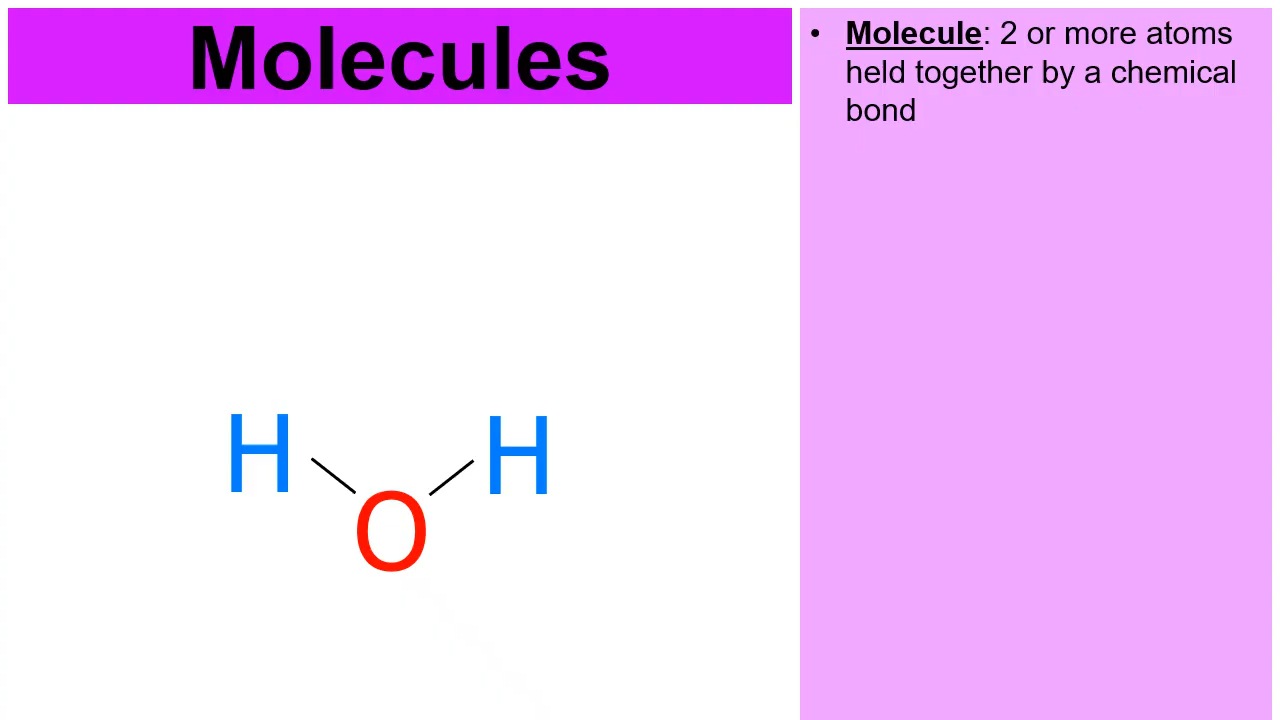 Molecules
• Molecule: 2 or more atoms
held together by a chemical
bond
H H
O